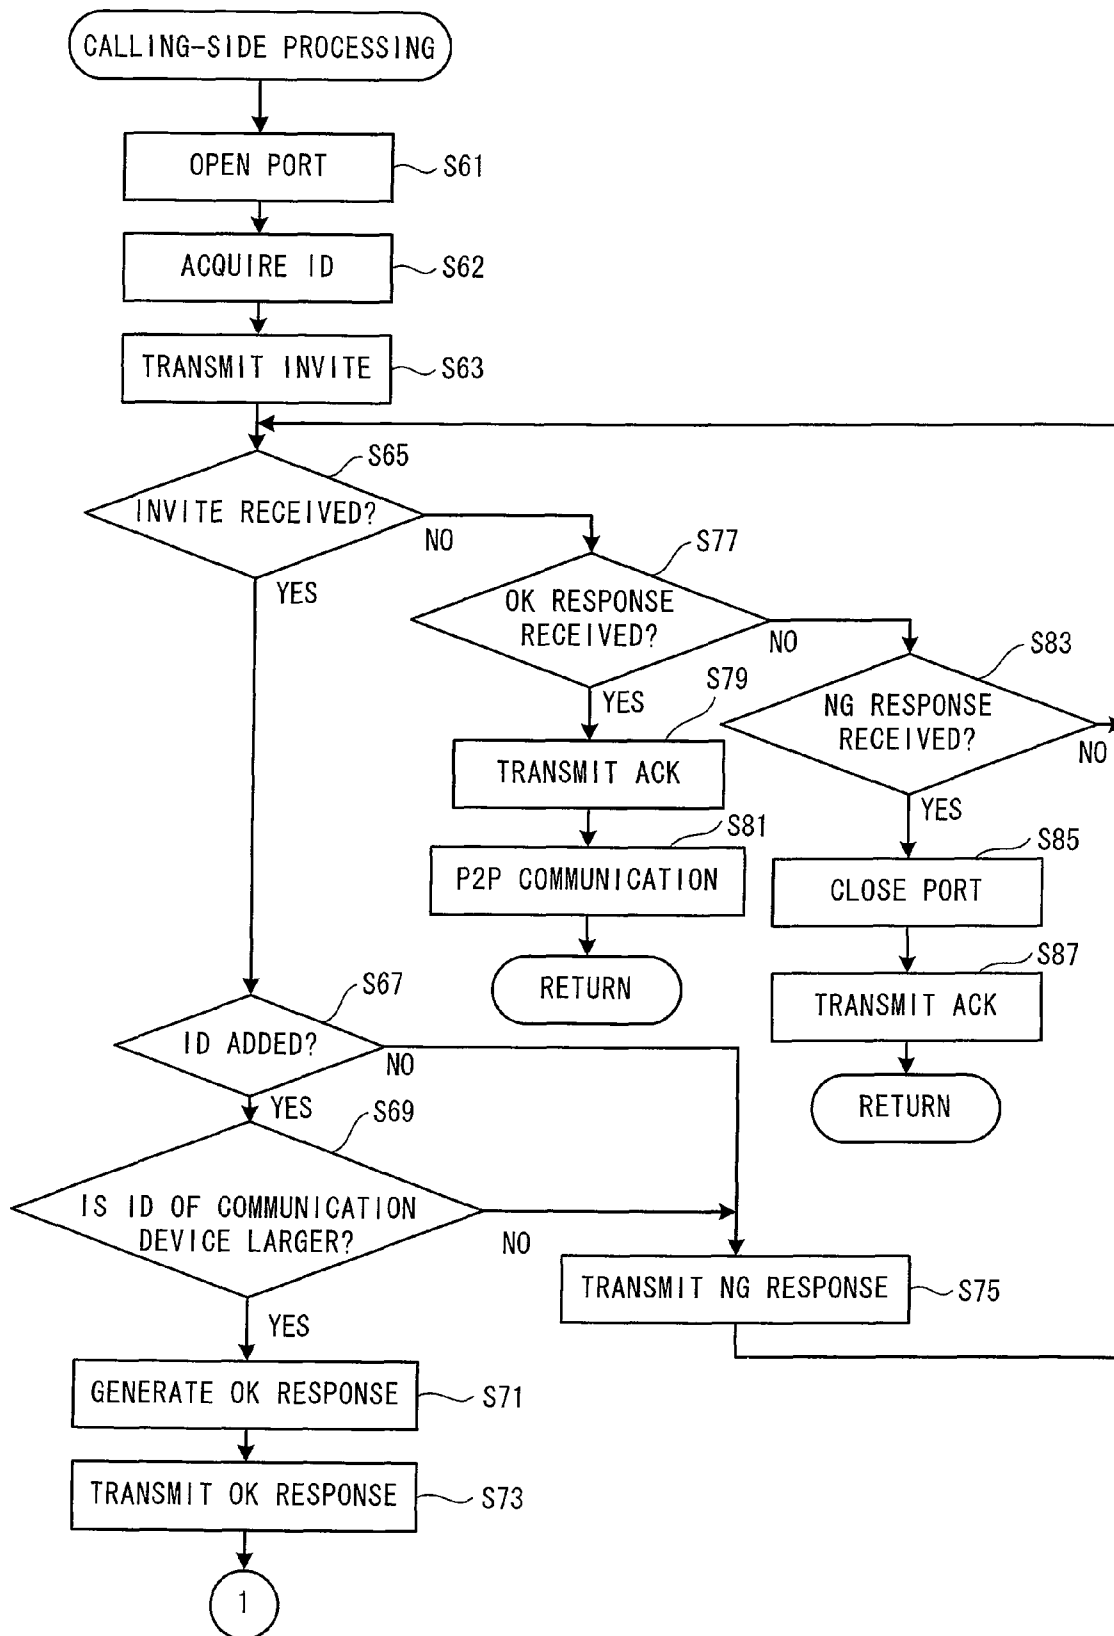 CALLING-SIDE PROCESSING
OPEN PORT
S61
ACQUIRE ID
S62
TRANSMIT INVITE
S63
S65
INVITE RECEIVED?
NO
YES
S77
OK RESPONSE
RECEIVED?
NO
YES
S83
NG RESPONSE
RECEIVED?
NO
YES
S79
TRANSMIT ACK
S81
P2P COMMUNICATION
RETURN
S85
CLOSE PORT
S87
TRANSMIT ACK
RETURN
S67
ID ADDED?
NO
YES
S69
IS ID OF COMMUNICATION
DEVICE LARGER?
NO
YES
TRANSMIT NG RESPONSE
S75
GENERATE OK RESPONSE
S71
TRANSMIT OK RESPONSE
S73
1